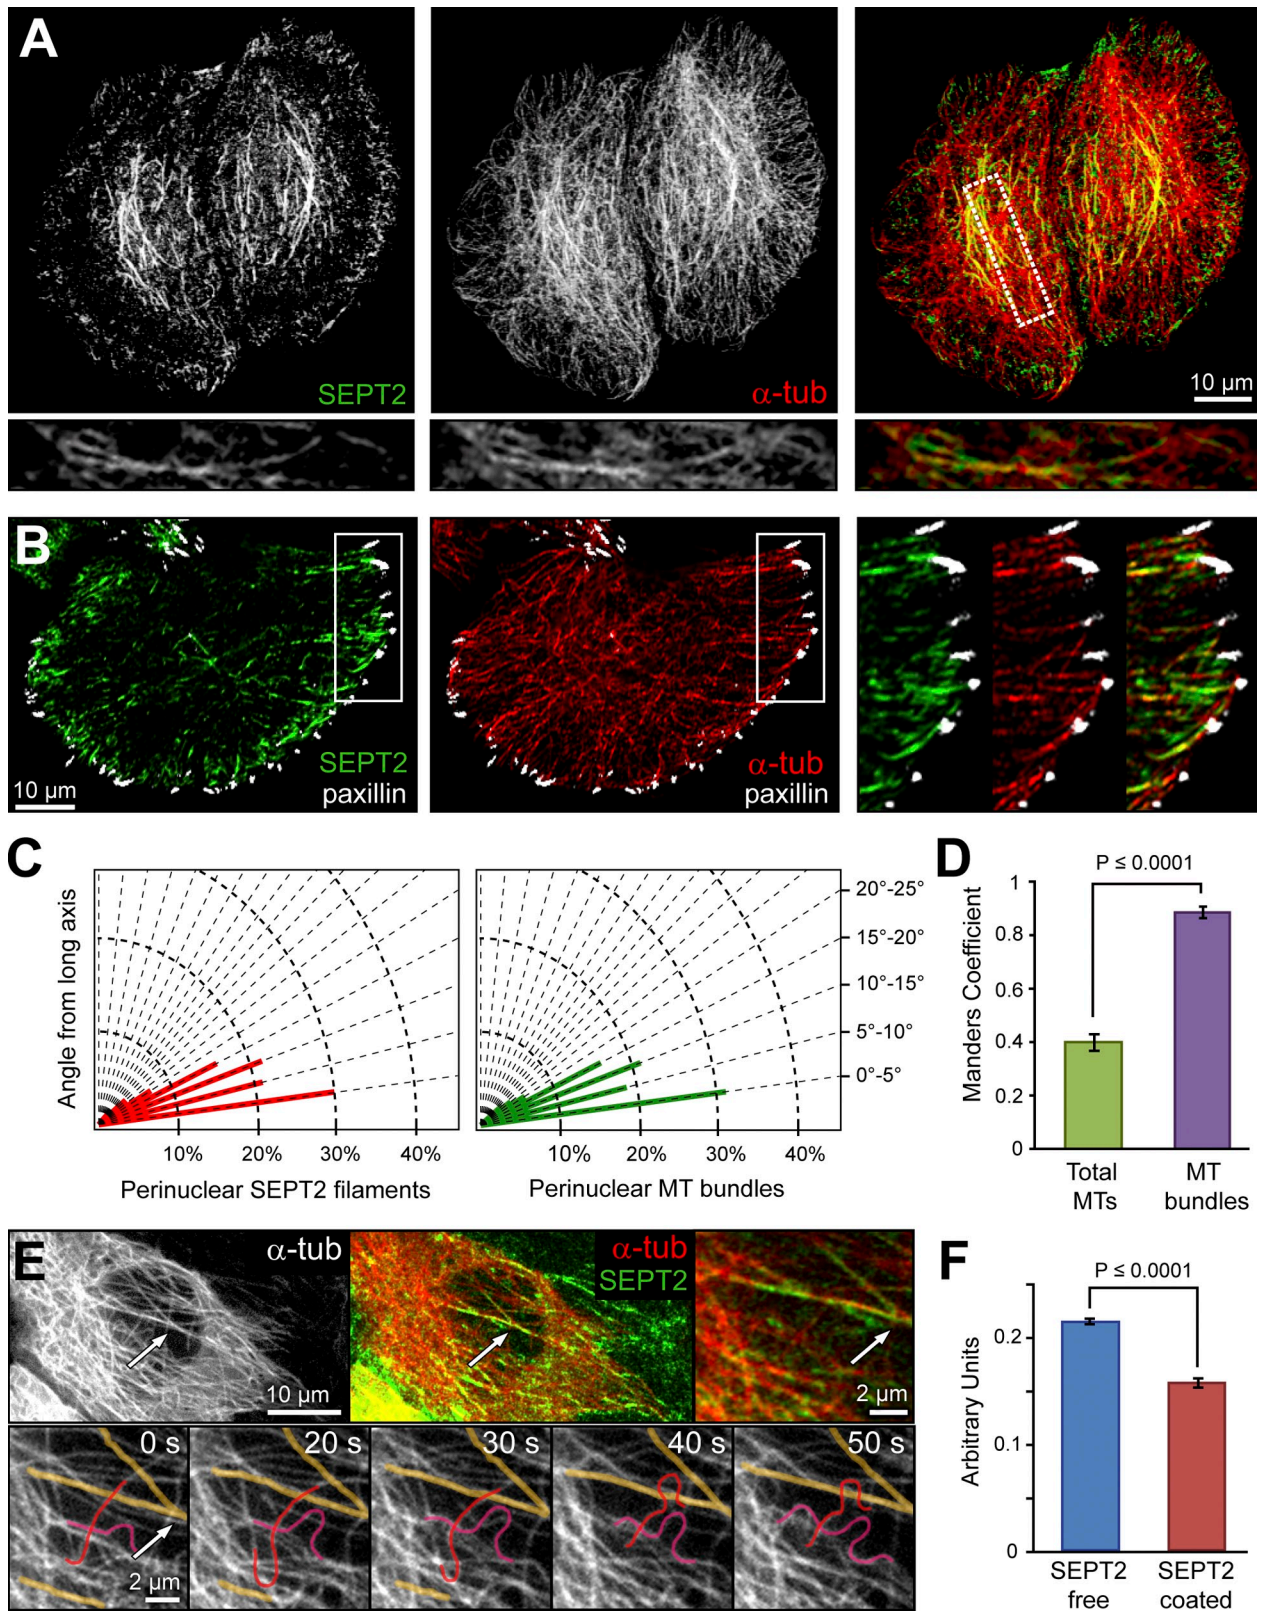 A
SEPT2
α-tub
10 µm
B
SEPT2
paxillin
10 µm
α-tub
paxillin
C
Angle from long axis
20°-25°
15°-20°
10°-15°
5°-10°
0°-5°
10% 20% 30% 40%
10% 20% 30% 40%
Perinuclear SEPT2 filaments
Perinuclear MT bundles
D
P ≤ 0.0001
Manders Coefficient
1
0.8
0.6
0.4
0.2
0
Total
MTs
MT
bundles
E
α-tub
10 µm
α-tub
SEPT2
2 µm
0 s
20 s
30 s
40 s
50 s
2 µm
F
P ≤ 0.0001
Arbitrary Units
0.2
0.1
0
SEPT2
free
SEPT2
coated